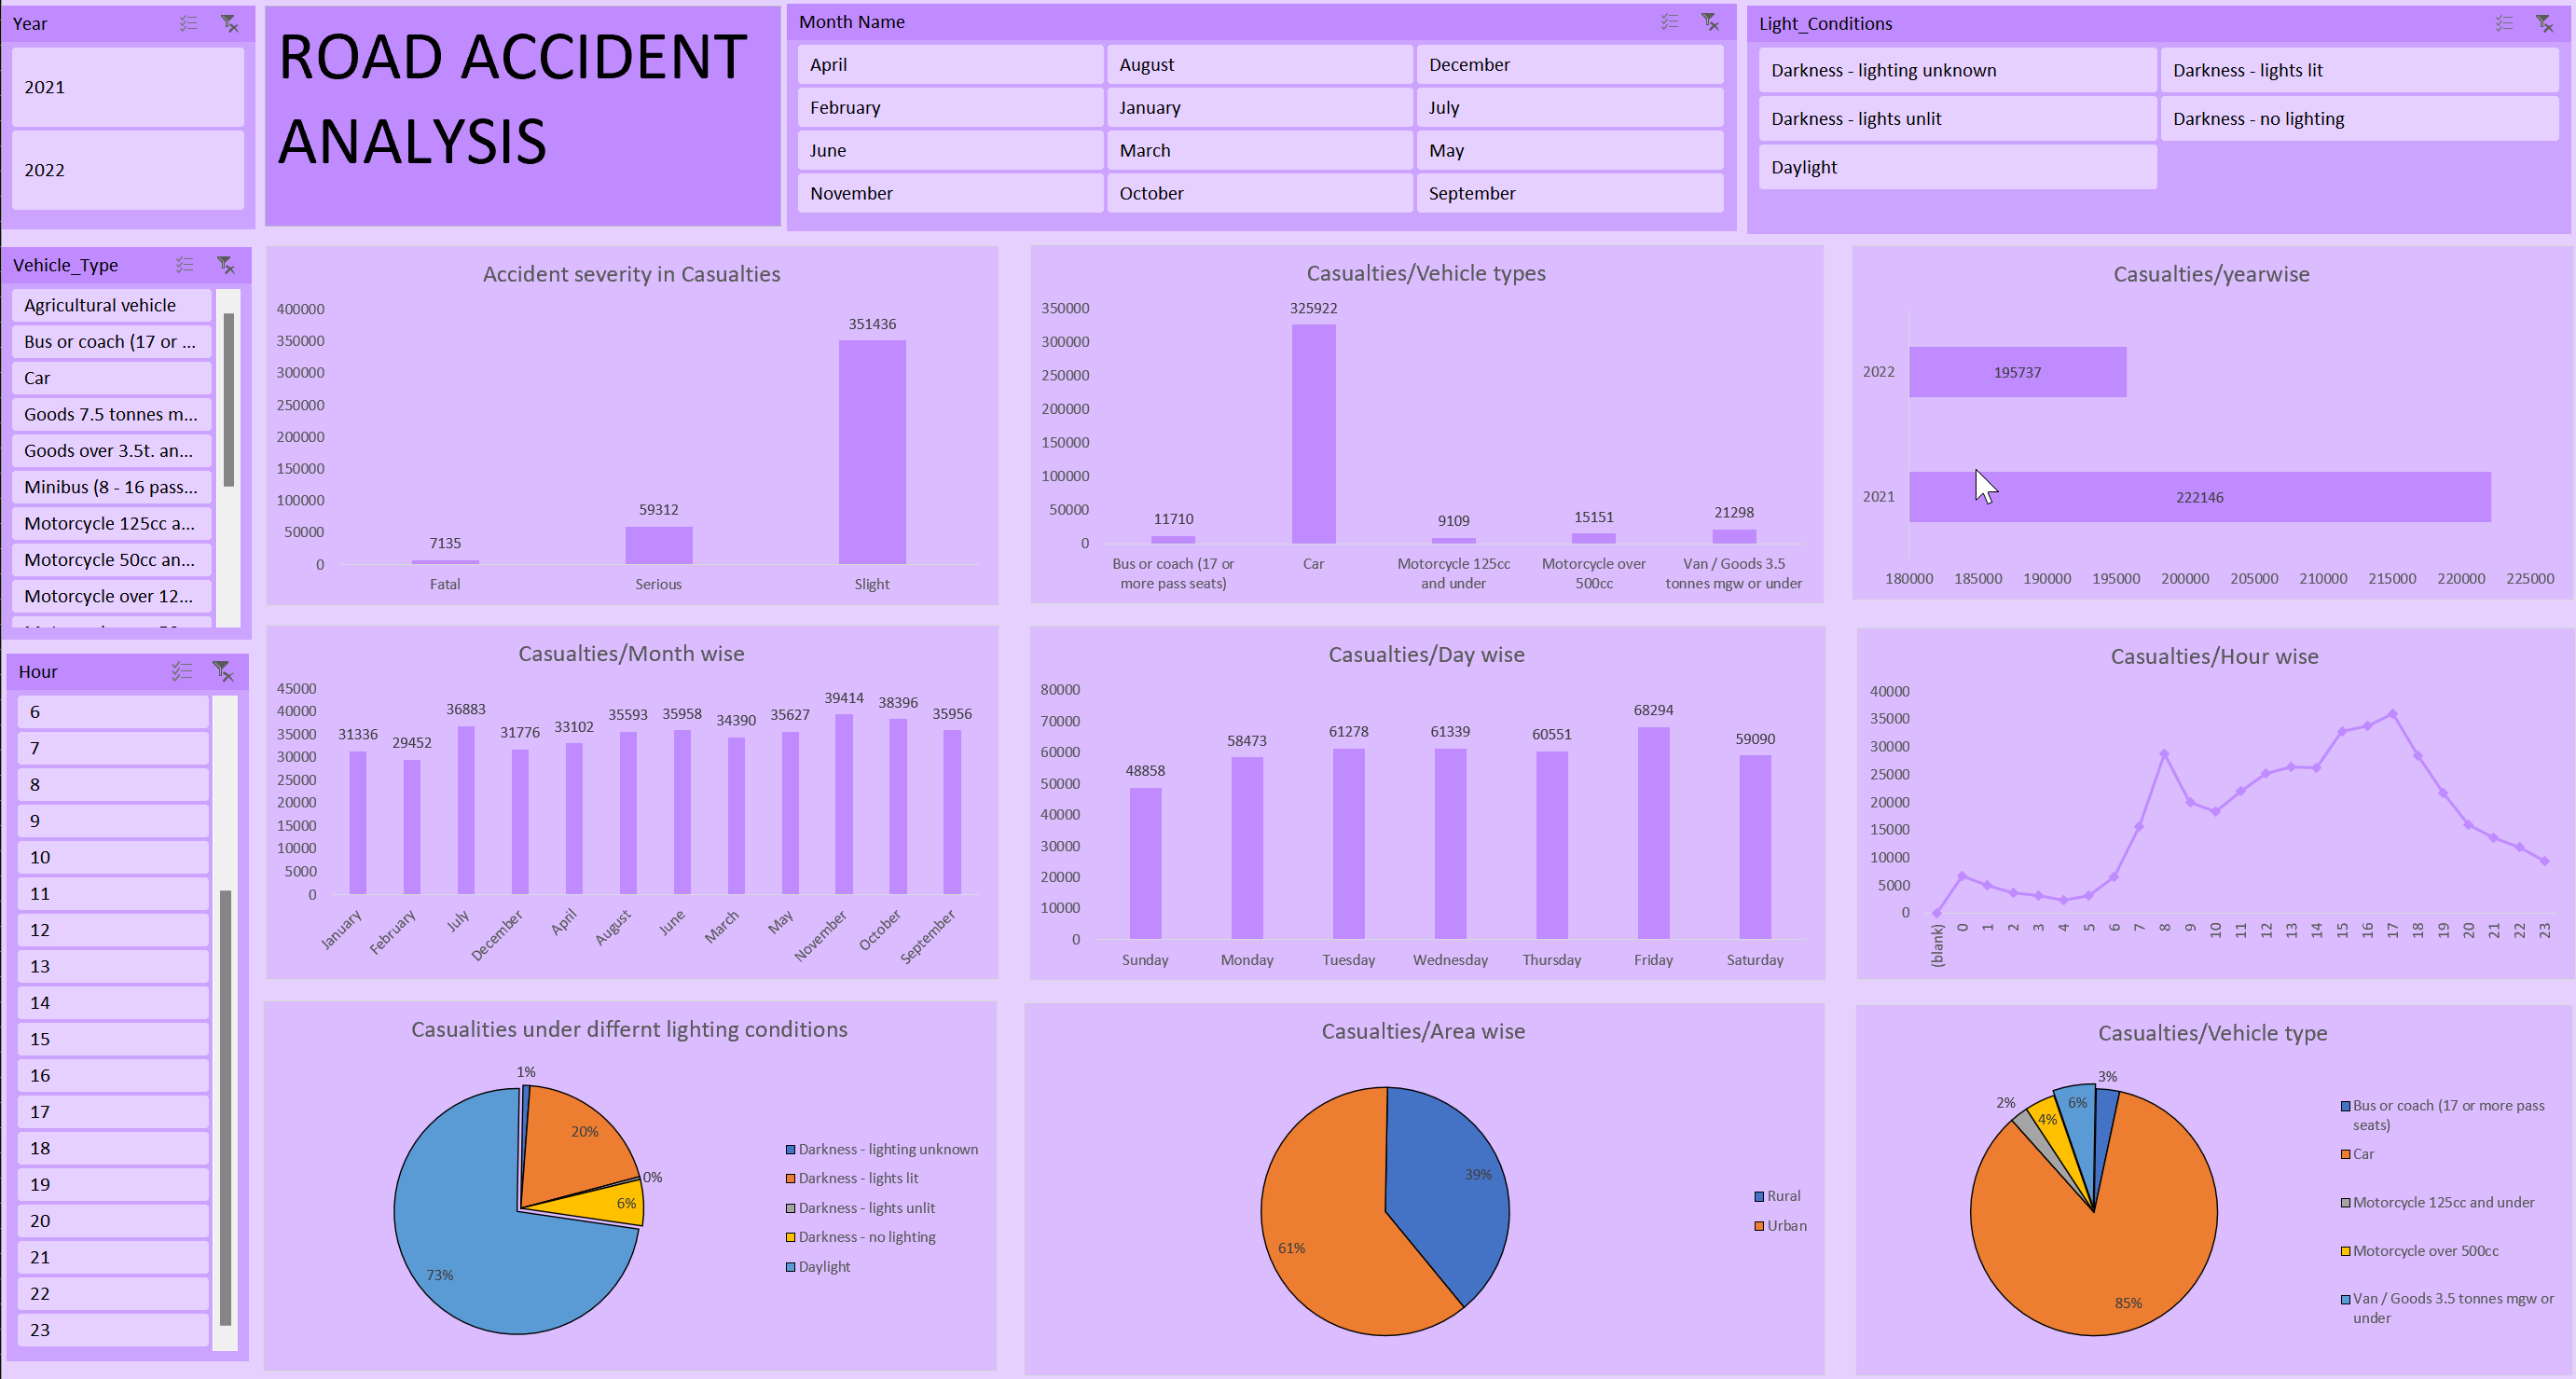 Year
2021
2022
ROAD ACCIDENT
ANALYSIS
Month Name
April
August
December
February
January
July
June
March
May
November
October
September
Light_Conditions
Darkness - lighting unknown
Darkness - lights lit
Darkness - lights unlit
Darkness - no lighting
Daylight
Vehicle_Type
Agricultural vehicle
Bus or coach (17 or ...
Car
Goods 7.5 tonnes m...
Goods over 3.5t. an...
Minibus (8 - 16 pass...
Motorcycle 125cc a...
Motorcycle 50cc an...
Motorcycle over 12...
Hour
6
7
8
9
10
11
12
13
14
15
16
17
18
19
20
21
22
23
Accident severity in Casualties
400000
350000
300000
250000
200000
150000
100000
50000
0
7135
59312
351436
Fatal
Serious
Slight
Casualties/Vehicle types
350000
300000
250000
200000
150000
100000
50000
0
11710
325922
9109
15151
21298
Bus or coach (17 or
more pass seats)
Car
Motorcycle 125cc
and under
Motorcycle over
500cc
Van / Goods 3.5
tonnes mgw or under
Casualties/yearwise
2022
195737
2021
222146
180000
185000
190000
195000
200000
205000
210000
215000
220000
225000
Casualties/Month wise
45000
40000
35000
30000
25000
20000
15000
10000
5000
0
31336
29452
36883
31776
33102
35593
35958
34390
35627
39414
38396
35956
January
February
July
December
April
August
June
March
May
November
October
September
Casualties/Day wise
80000
70000
60000
50000
40000
30000
20000
10000
0
48858
58473
61278
61339
60551
68294
59090
Sunday
Monday
Tuesday
Wednesday
Thursday
Friday
Saturday
Casualties/Hour wise
40000
35000
30000
25000
20000
15000
10000
5000
0
(blank)
0
1
2
3
4
5
6
7
8
9
10
11
12
13
14
15
16
17
18
19
20
21
22
23
Casualities under differnt lighting conditions
1%
20%
0%
6%
73%
Darkness - lighting unknown
Darkness - lights lit
Darkness - lights unlit
Darkness - no lighting
Daylight
Casualties/Area wise
39%
61%
Rural
Urban
Casualties/Vehicle type
3%
6%
2%
4%
85%
Bus or coach (17 or more pass
seats)
Car
Motorcycle 125cc and under
Motorcycle over 500cc
Van / Goods 3.5 tonnes mgw or
under